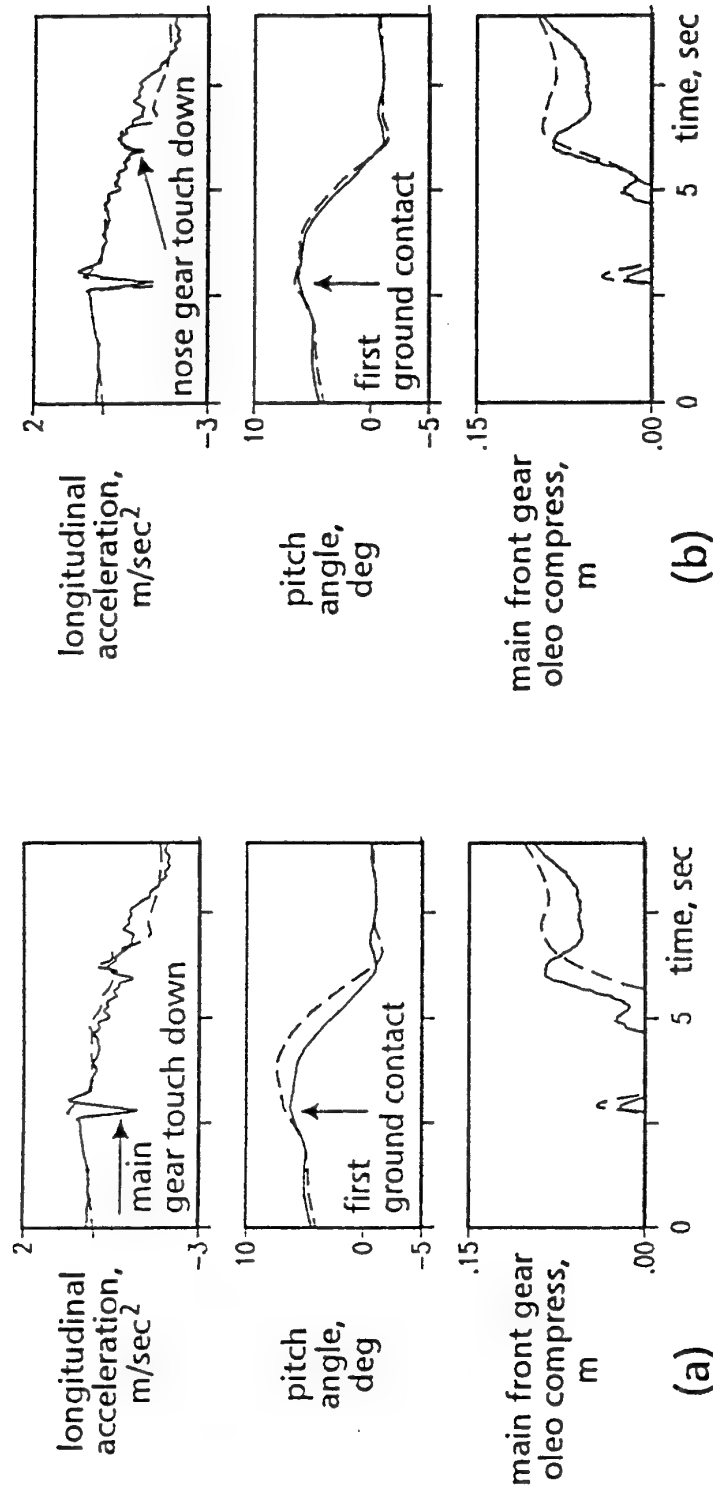 longitudinal
acceleration,
m/sec²
2
-3
main
gear touch down
pitch
angle,
deg
10
0
-5
first
ground contact
main front gear
oleo compress,
m
.15
.00
0
5
time, sec
(a)
longitudinal
acceleration,
m/sec²
2
-3
nose gear touch down
pitch
angle,
deg
10
0
-5
first
ground contact
main front gear
oleo compress,
m
.15
.00
0
5
time, sec
(b)